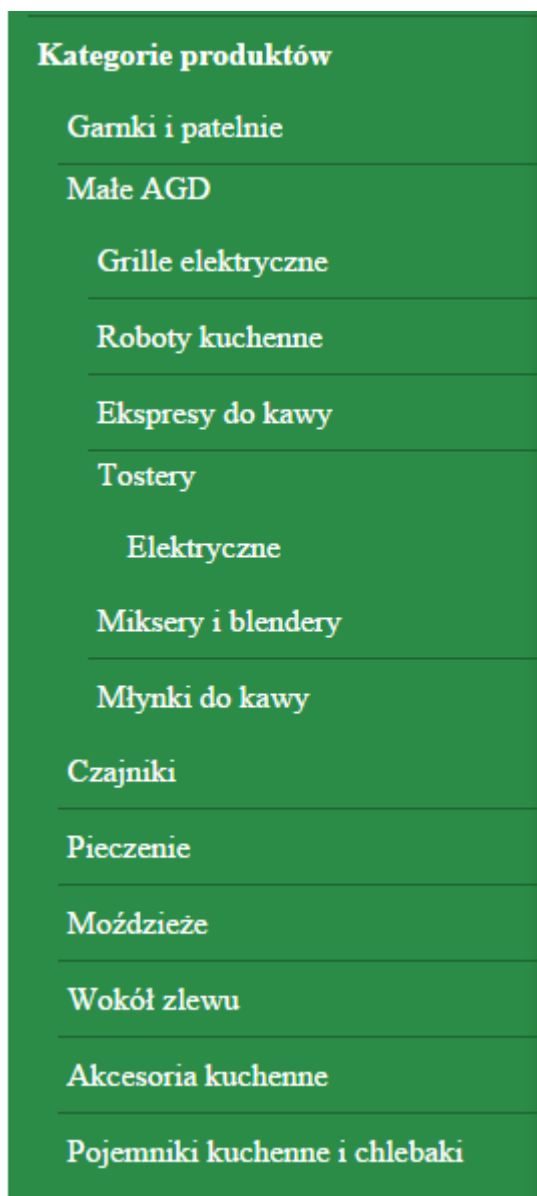 Kategorie produktów
Garnki i patelnie
Małe AGD
Grille elektryczne
Roboty kuchenne
Ekspresy do kawy
Tostery
Elektryczne
Miksery i blendery
Młynki do kawy
Czajniki
Pieczenie
Moździeże
Wokół zlewu
Akcesoria kuchenne
Pojemniki kuchenne i chlebaki